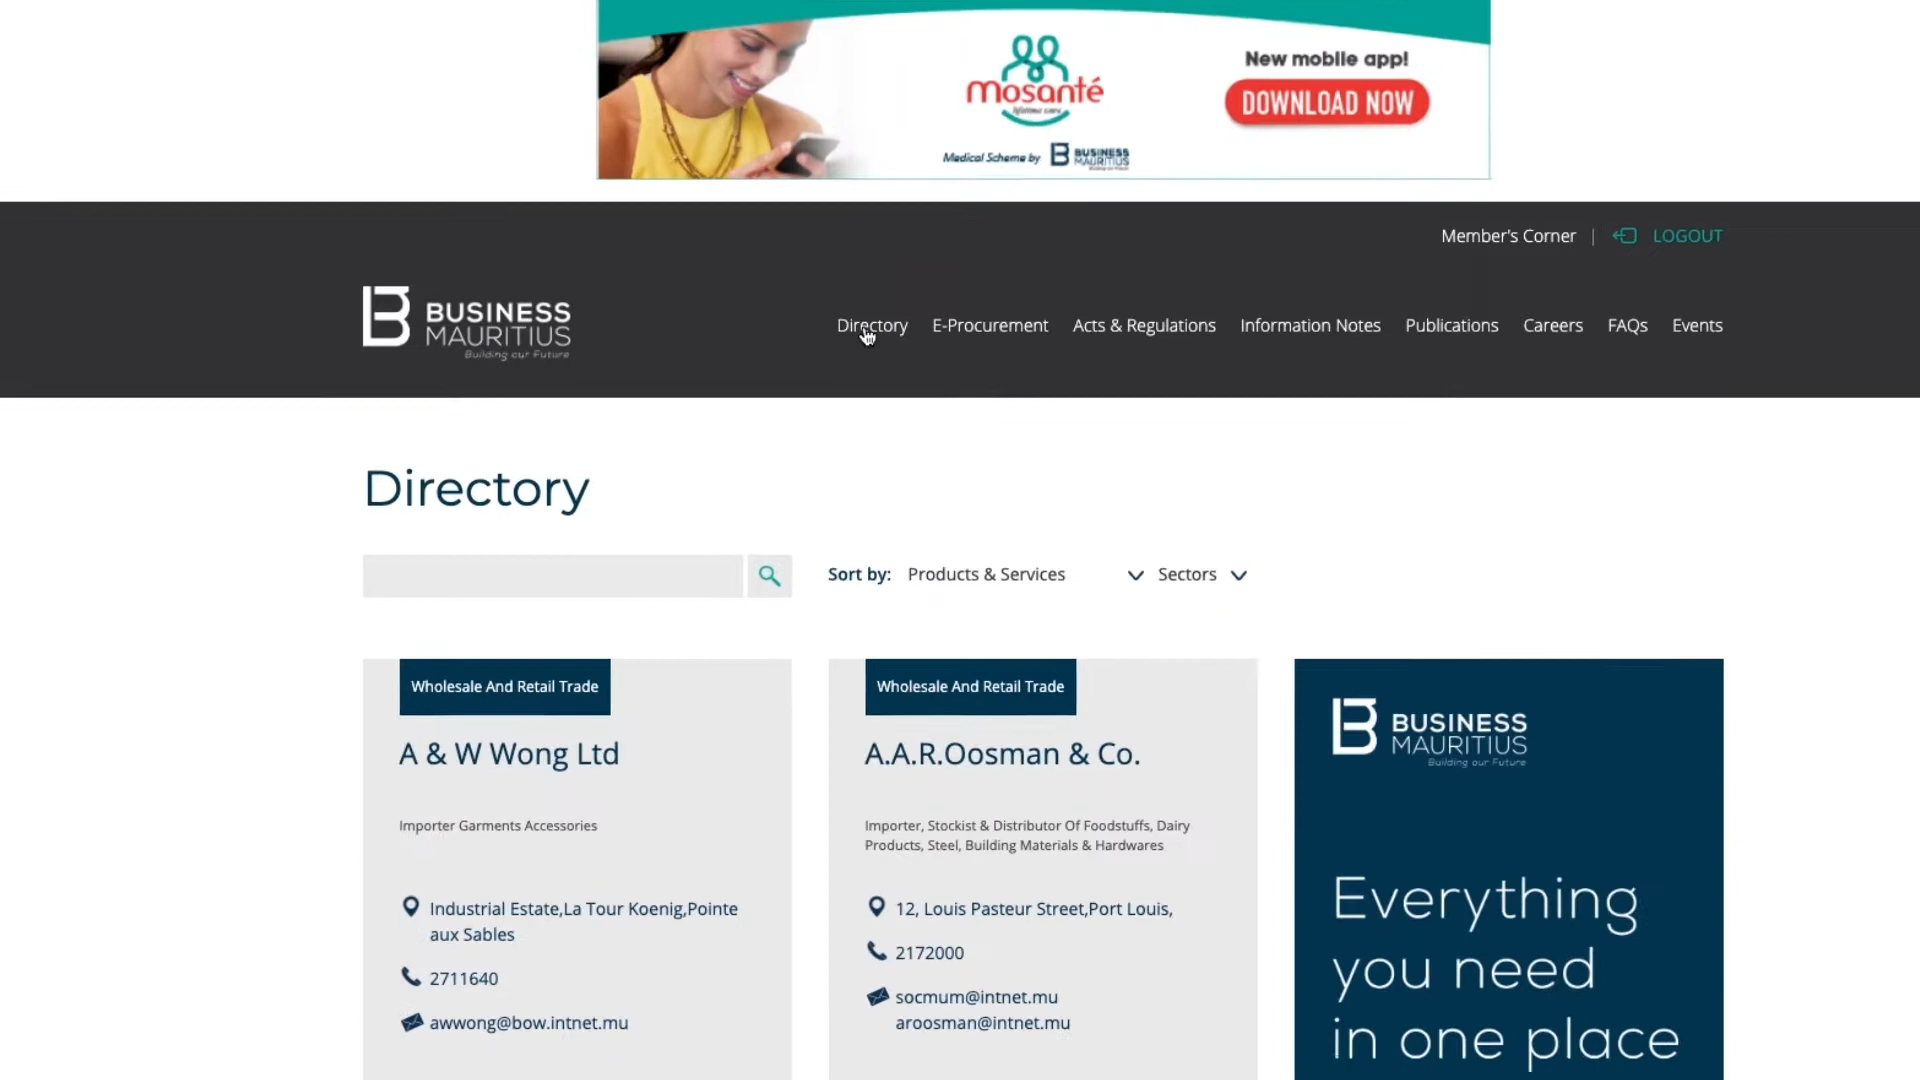 New mobile app!
mosanté
lifetime care
DOWNLOAD NOW
Medical Scheme by BUSINESS MAURITIUS
Building our Future
Member's Corner | LOGOUT
BUSINESS
MAURITIUS
Building our Future
Directory E-Procurement Acts & Regulations Information Notes Publications Careers FAQs Events
Directory
Sort by: Products & Services Sectors
Wholesale And Retail Trade
A & W Wong Ltd
Importer Garments Accessories
Industrial Estate,La Tour Koenig,Pointe
aux Sables
2711640
awwong@bow.intnet.mu
Wholesale And Retail Trade
A.A.R.Oosman & Co.
Importer, Stockist & Distributor Of Foodstuffs, Dairy
Products, Steel, Building Materials & Hardwares
12, Louis Pasteur Street,Port Louis,
2172000
socmum@intnet.mu
aroosman@intnet.mu
BUSINESS
MAURITIUS
Building our Future
Everything
you need
in one place